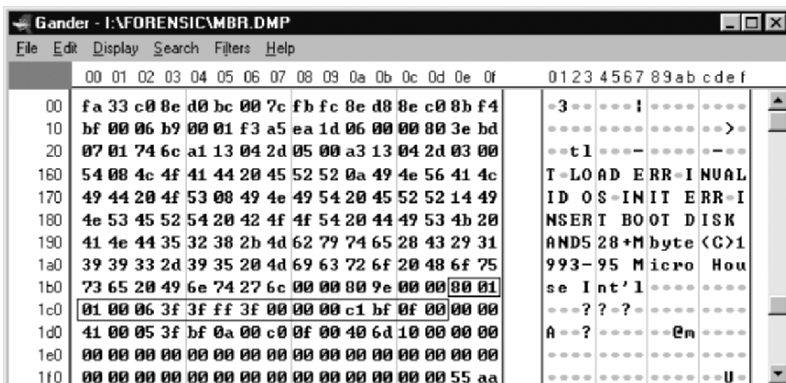 Gander - I:\FORENSIC\MBR.DMP
File Edit Display Search Filters Help
00 01 02 03 04 05 06 07 08 09 0a 0b 0c 0d 0e 0f 0123 4567 89ab cdef
00 fa 33 c0 8e d0 bc 00 7c fb fc 8e d8 8e c0 8b f4 -3------¦--------
10 bf 00 06 b9 00 01 f3 a5 ea 1d 06 00 00 80 3e bd -------------->-
20 07 01 74 6c a1 13 04 2d 05 00 a3 13 04 2d 03 00 --tl---------–--
160 54 08 4c 4f 41 44 20 45 52 52 0a 49 4e 56 41 4c T-LOAD ERR-INVAL
170 49 44 20 4f 53 08 49 4e 49 54 20 45 52 52 14 49 ID OS-INIT ERR-I
180 4e 53 45 52 54 20 42 4f 4f 54 20 44 49 53 4b 20 NSERT BOOT DISK
190 41 4e 44 35 32 38 2b 4d 62 79 74 65 28 43 29 31 AND528+Mbyte(C)1
1a0 39 39 33 2d 39 35 20 4d 69 63 72 6f 20 48 6f 75 993-95 Micro Hou
1b0 73 65 20 49 6e 74 27 6c 00 00 80 9e 00 00 80 01 se Int'l--------
1c0 01 00 06 3f 3f ff 3f 00 00 00 c1 bf 0f 00 00 00 ---??-?---------
1d0 41 00 05 3f bf 0a 00 c0 0f 00 40 6d 10 00 00 00 A--?------@m----
1e0 00 00 00 00 00 00 00 00 00 00 00 00 00 00 00 00 ----------------
1f0 00 00 00 00 00 00 00 00 00 00 00 00 00 00 55 aa --------------U-